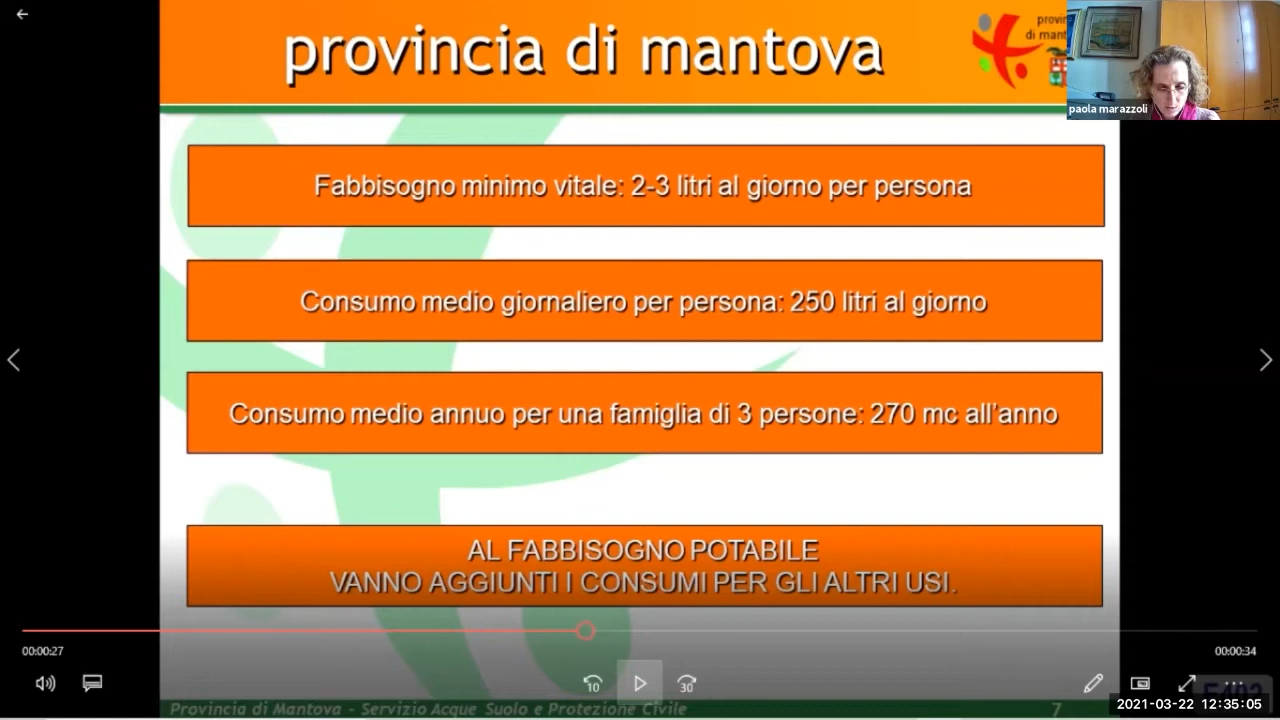 provincia di mantova
paola marazzoli
Fabbisogno minimo vitale: 2-3 litri al giorno per persona
Consumo medio giornaliero per persona: 250 litri al giorno
Consumo medio annuo per una famiglia di 3 persone: 270 mc all'anno
AL FABBISOGNO POTABILE
VANNO AGGIUNTI I CONSUMI PER GLI ALTRI USI.
00:00:27
00:00:34
10
30
Provincia di Mantova - Servizio Acque Suolo e Protezione Civile
7
2021-03-22 12:35:05